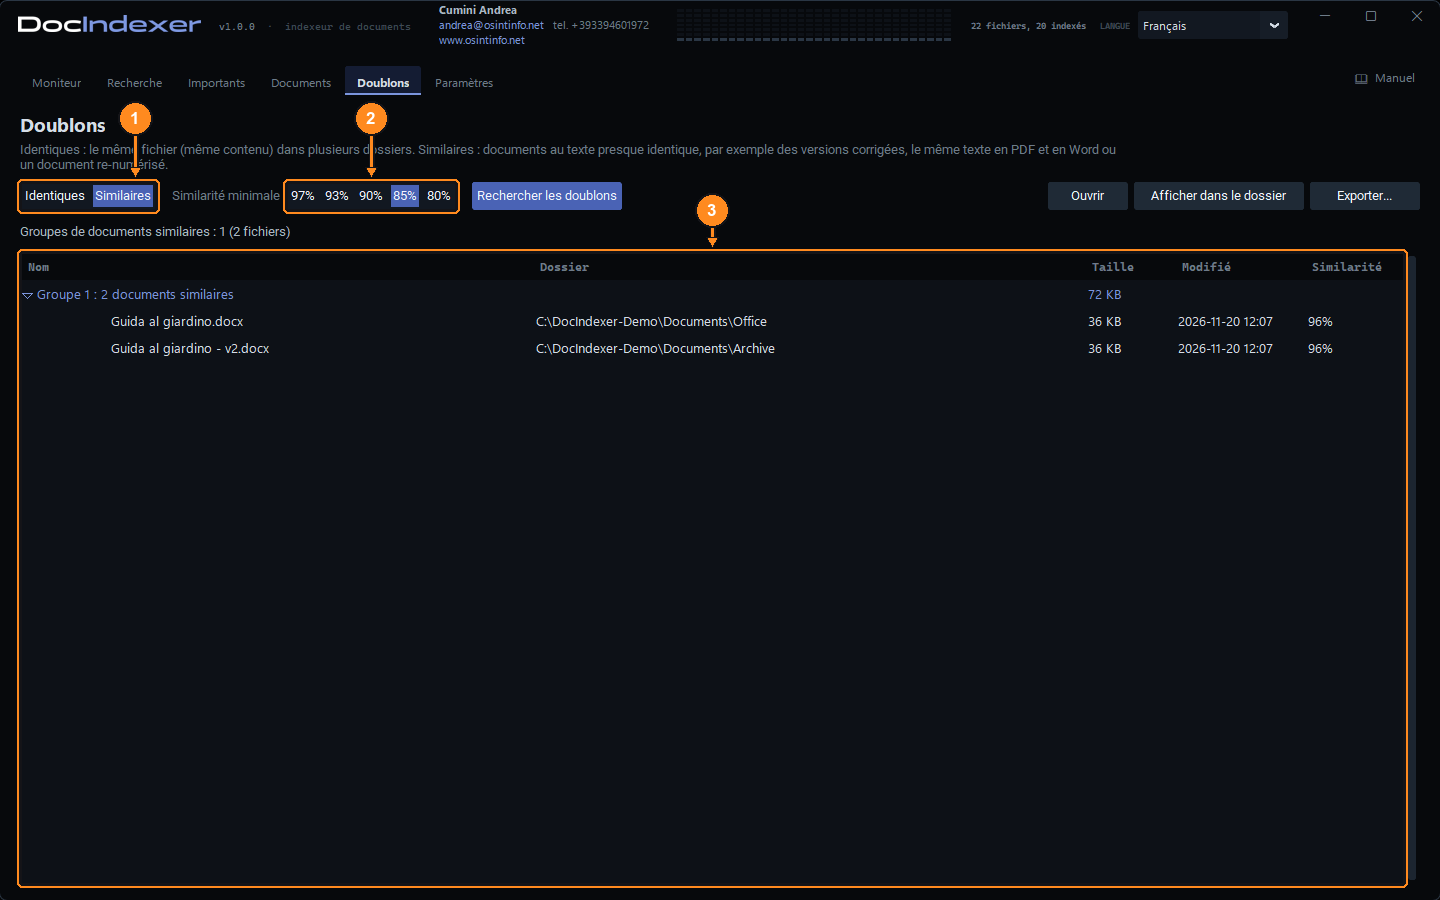 DocIndexer v1.0.0 · indexeur de documents
Cumini Andrea
andrea@osintinfo.net tel. +393394601972
www.osintinfo.net
22 fichiers, 20 indexés LANGUE Français
Moniteur Recherche Importants Documents Doublons Paramètres Manuel
Doublons 1 2
Identiques : le même fichier (même contenu) dans plusieurs dossiers. Similaires : documents au texte presque identique, par exemple des versions corrigées, le même texte en PDF et en Word ou
un document re-numérisé.
Identiques Similaires Similarité minimale 97% 93% 90% 85% 80% Rechercher les doublons Ouvrir Afficher dans le dossier Exporter...
3
Groupes de documents similaires : 1 (2 fichiers)
Nom Dossier Taille Modifié Similarité
Groupe 1 : 2 documents similaires 72 KB
Guida al giardino.docx C:\DocIndexer-Demo\Documents\Office 36 KB 2026-11-20 12:07 96%
Guida al giardino - v2.docx C:\DocIndexer-Demo\Documents\Archive 36 KB 2026-11-20 12:07 96%